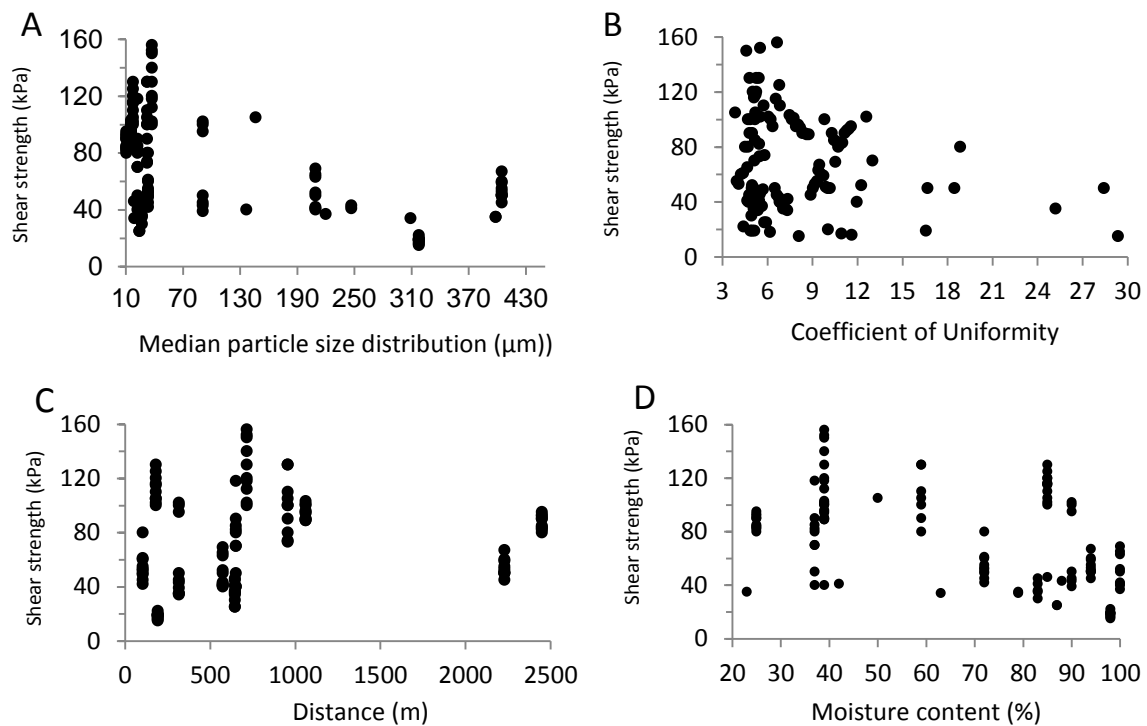 A
Shear strength (kPa)
160
120
80
40
0
10 70 130 190 250 310 370 430
Median particle size distribution (µm))
B
Shear strength (kPa)
160
120
80
40
0
3 6 9 12 15 18 21 24 27 30
Coefficient of Uniformity
C
Shear strength (kPa)
160
120
80
40
0
0 500 1000 1500 2000 2500
Distance (m)
D
Shear strength (kPa)
160
120
80
40
0
20 30 40 50 60 70 80 90 100
Moisture content (%)